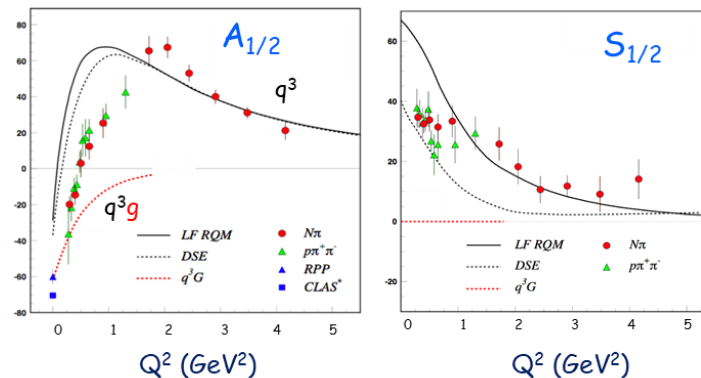 A1/2
80
60
40
20
0
-20
-40
-60
-80
q³
q³g
LF RQM
DSE
q³G
Nπ
pπ⁺π⁻
RPP
CLAS*
0 1 2 3 4 5
Q² (GeV²)
S1/2
60
40
20
0
-20
LF RQM
DSE
q³G
Nπ
pπ⁺π⁻
0 1 2 3 4 5
Q² (GeV²)